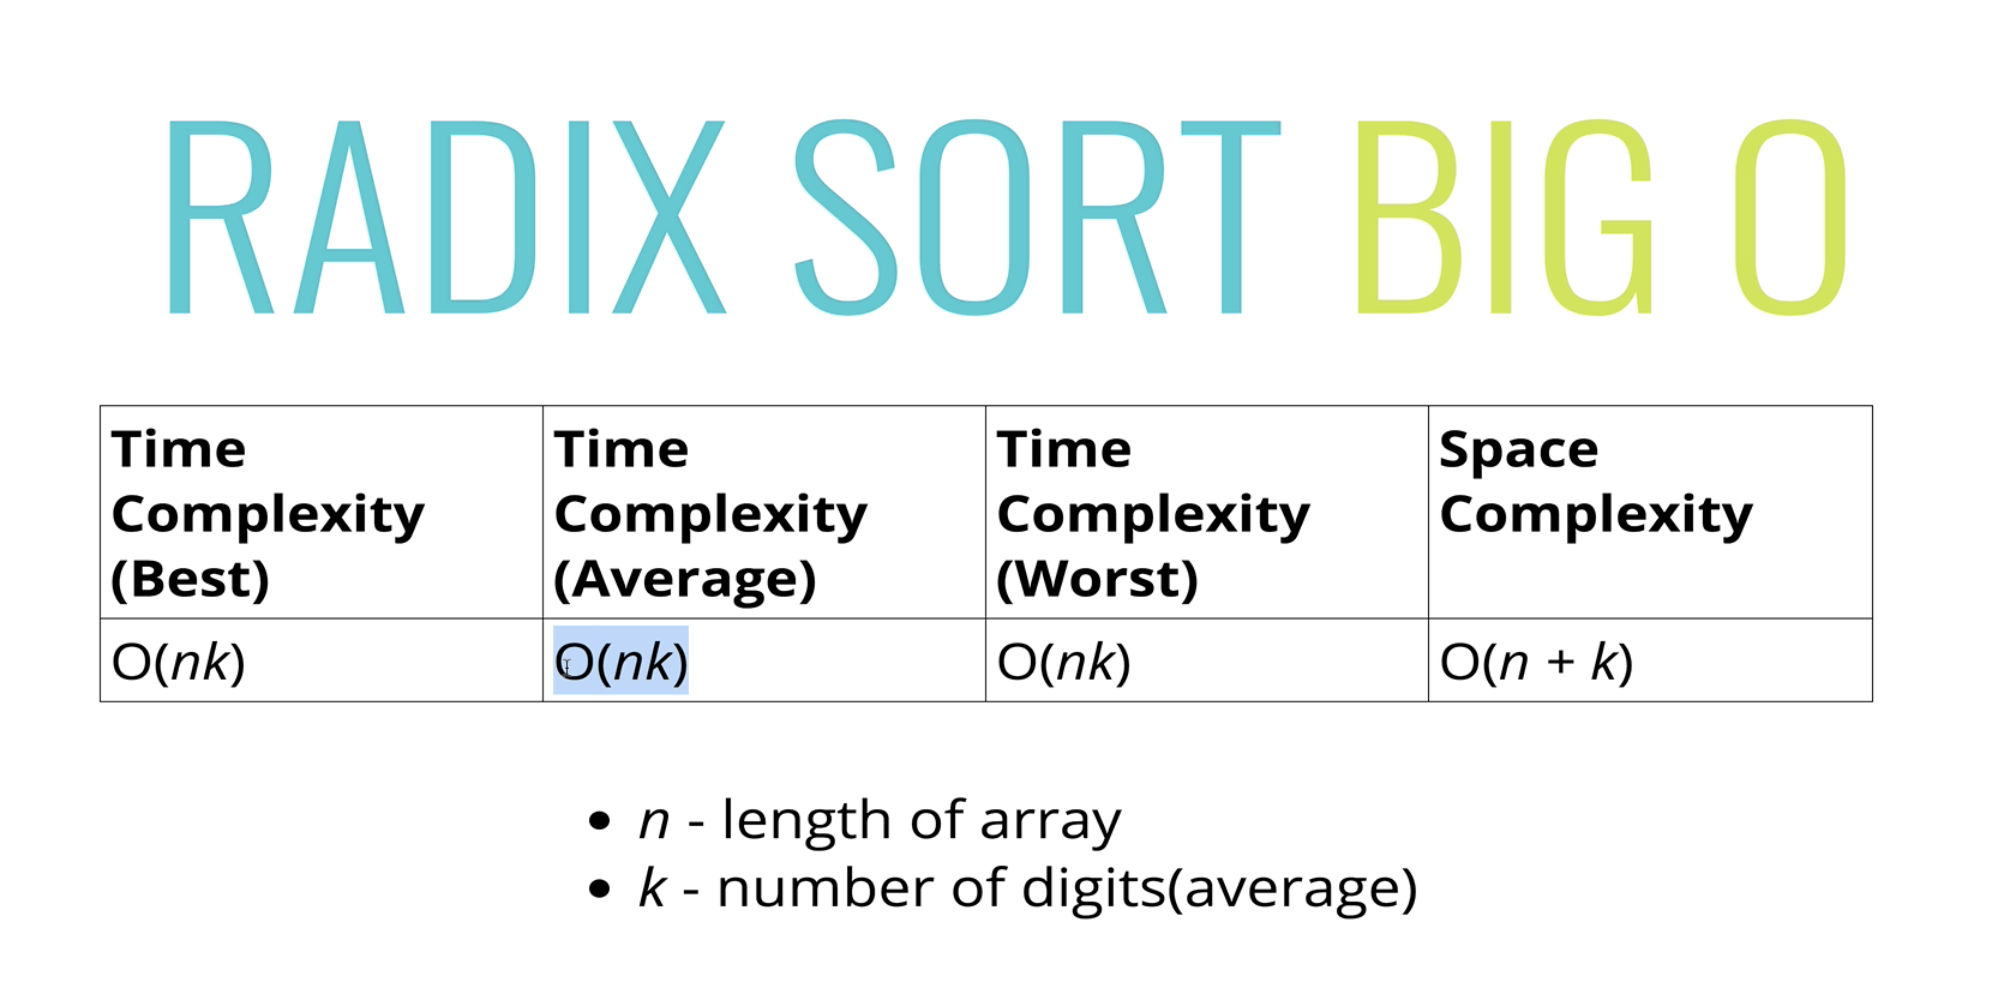 RADIX SORT BIG O
Time Complexity (Best)
Time Complexity (Average)
Time Complexity (Worst)
Space Complexity
O(nk)
O(nk)
O(nk)
O(n + k)
n - length of array
k - number of digits(average)